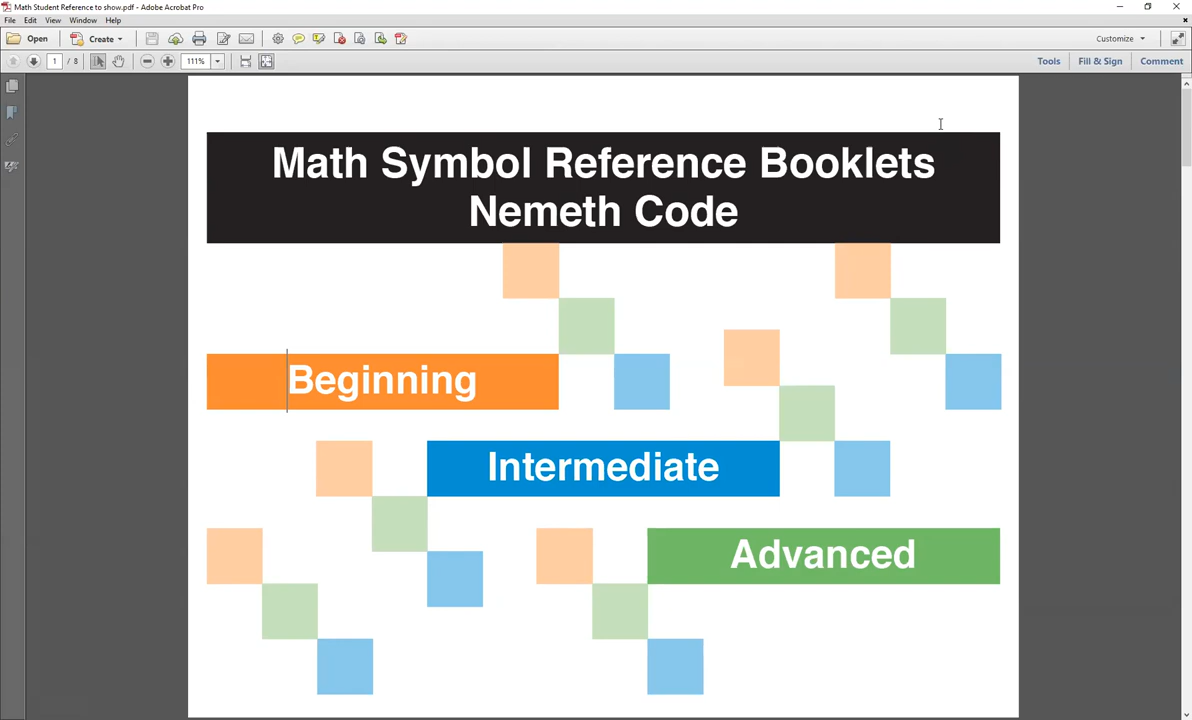 Math Student Reference to show.pdf - Adobe Acrobat Pro
File Edit View Window Help
Open Create Customize
1 / 8 111% Tools Fill & Sign Comment
Math Symbol Reference Booklets
Nemeth Code
Beginning
Intermediate
Advanced